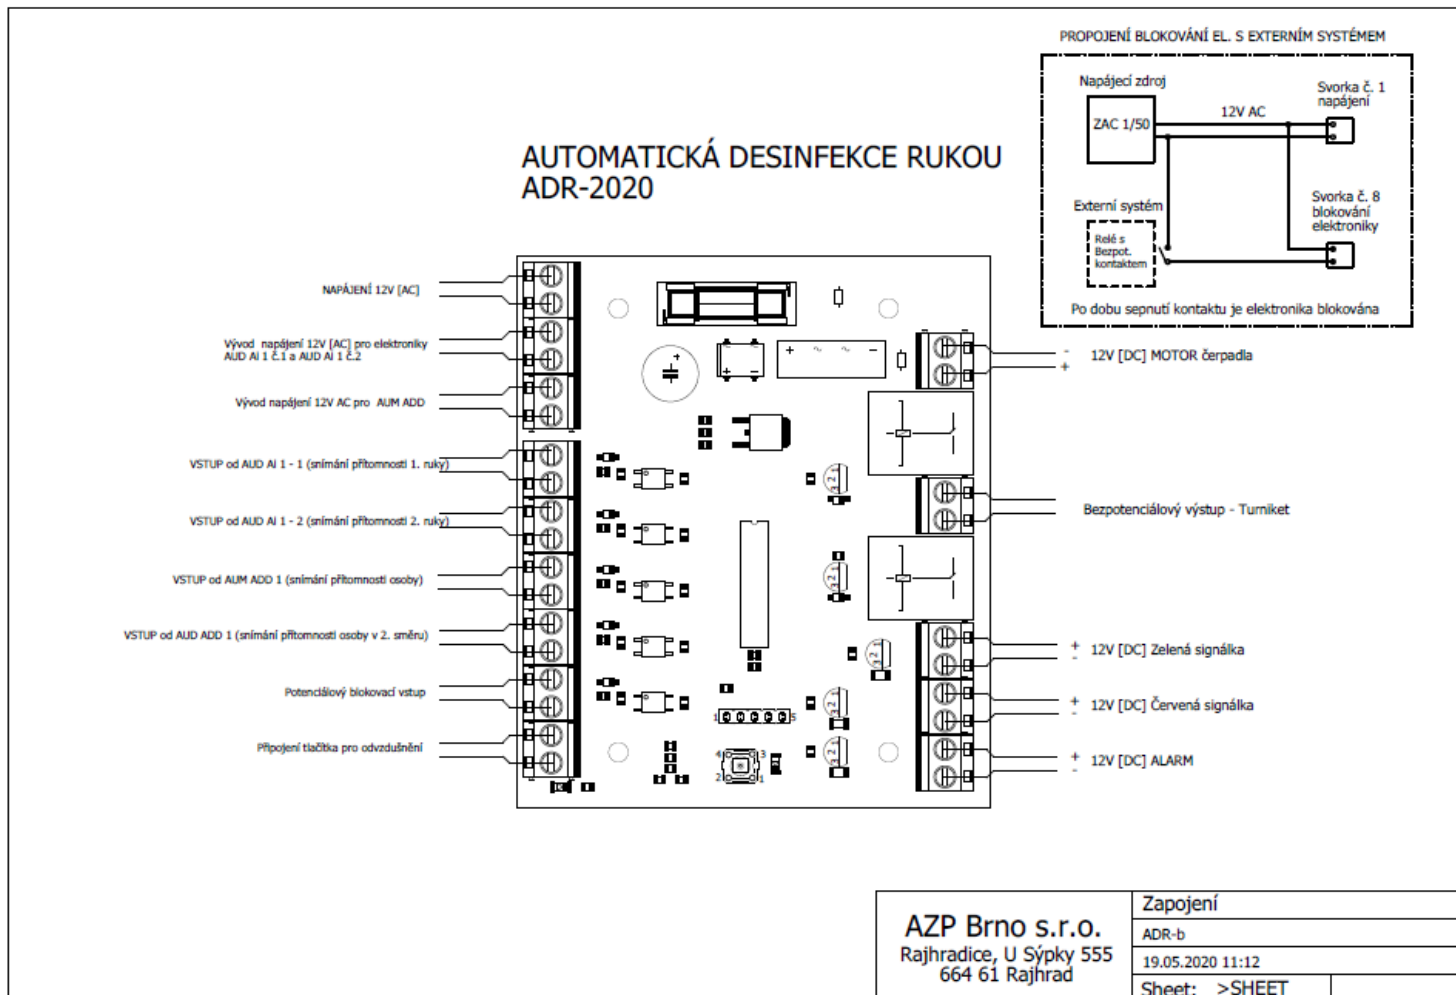 PROPOJENÍ BLOKOVÁNÍ EL. S EXTERNÍM SYSTÉMEM
Napájecí zdroj
ZAC 1/50
12V AC
Svorka č. 1
napájení
Externí systém
Relé s
Bezpot.
kontaktem
Svorka č. 8
blokování
elektroniky
Po dobu sepnutí kontaktu je elektronika blokována
AUTOMATICKÁ DESINFEKCE RUKOU
ADR-2020
NAPÁJENÍ 12V [AC]
Vývod napájení 12V [AC] pro elektroniky
AUD AI 1 č.1 a AUD AI 1 č.2
Vývod napájení 12V AC pro AUM ADD
VSTUP od AUD AI 1 - 1 (snímání přítomnosti 1. ruky)
VSTUP od AUD AI 1 - 2 (snímání přítomnosti 2. ruky)
VSTUP od AUM ADD 1 (snímání přítomnosti osoby)
VSTUP od AUD ADD 1 (snímání přítomnosti osoby v 2. směru)
Potenciálový blokovací vstup
Připojení tlačítka pro odvzdušnění
+ ~ ~ -
1 5
4 3
2 1
- 12V [DC] MOTOR čerpadla
+
Bezpotenciálový výstup - Turniket
+ 12V [DC] Zelená signálka
-
+ 12V [DC] Červená signálka
-
+ 12V [DC] ALARM
-
AZP Brno s.r.o.
Rajhradice, U Sýpky 555
664 61 Rajhrad
Zapojení
ADR-b
19.05.2020 11:12
Sheet: >SHEET